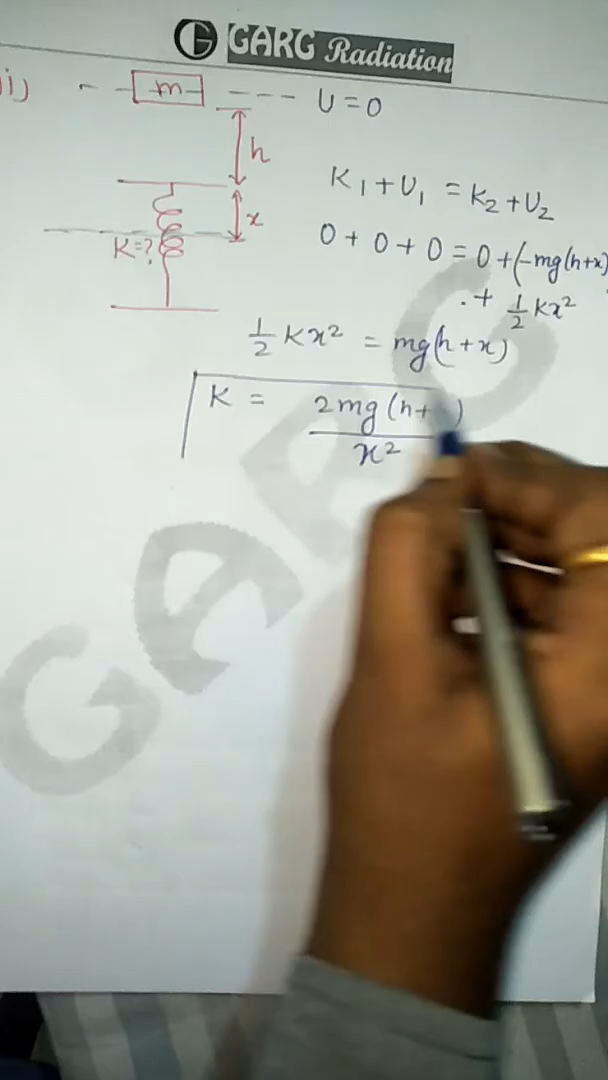 G GARG Radiation
ii) m U = 0
h
x
K=?
K1 + U1 = K2 + U2
0 + 0 + 0 = 0 + (-mg(h+x)
+ 1/2 Kx²
1/2 Kx² = mg(h+x)
K = 2mg(h+ )
x²
GARG